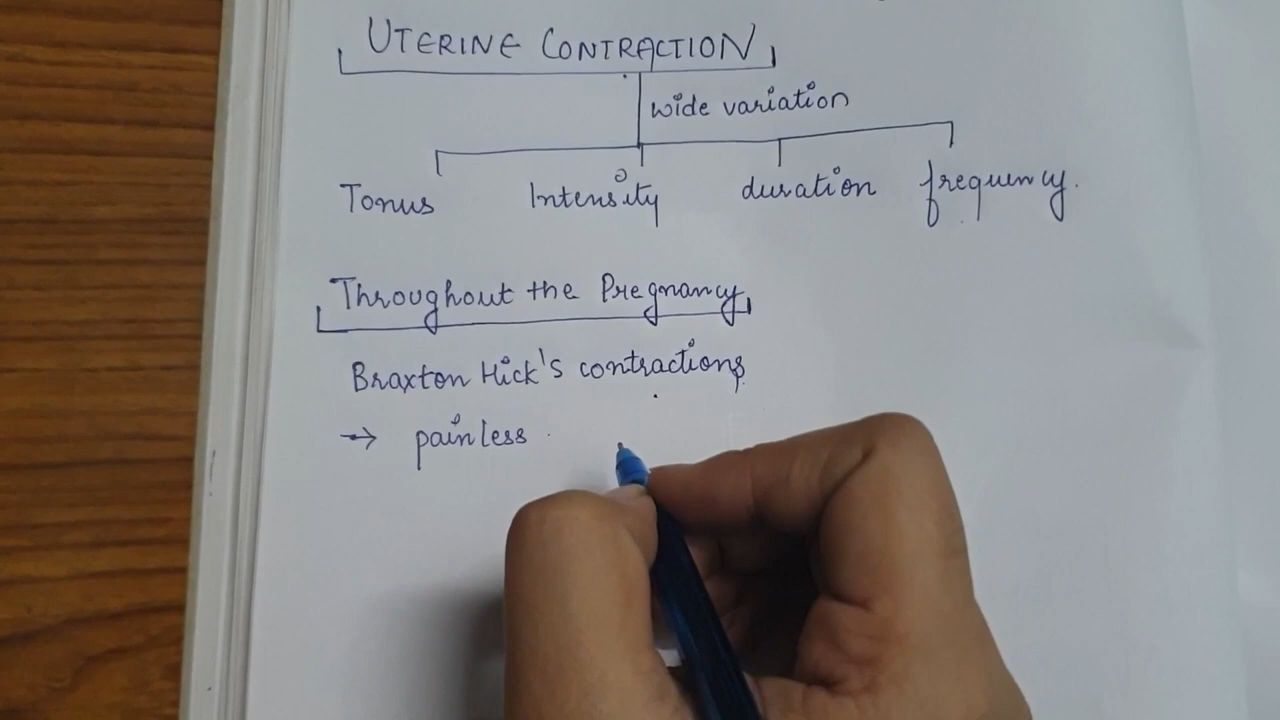 UTERINE CONTRACTION
wide variation
Tonus Intensity duration frequency.
Throughout the Pregnancy
Braxton Hick's contractions
→ painless